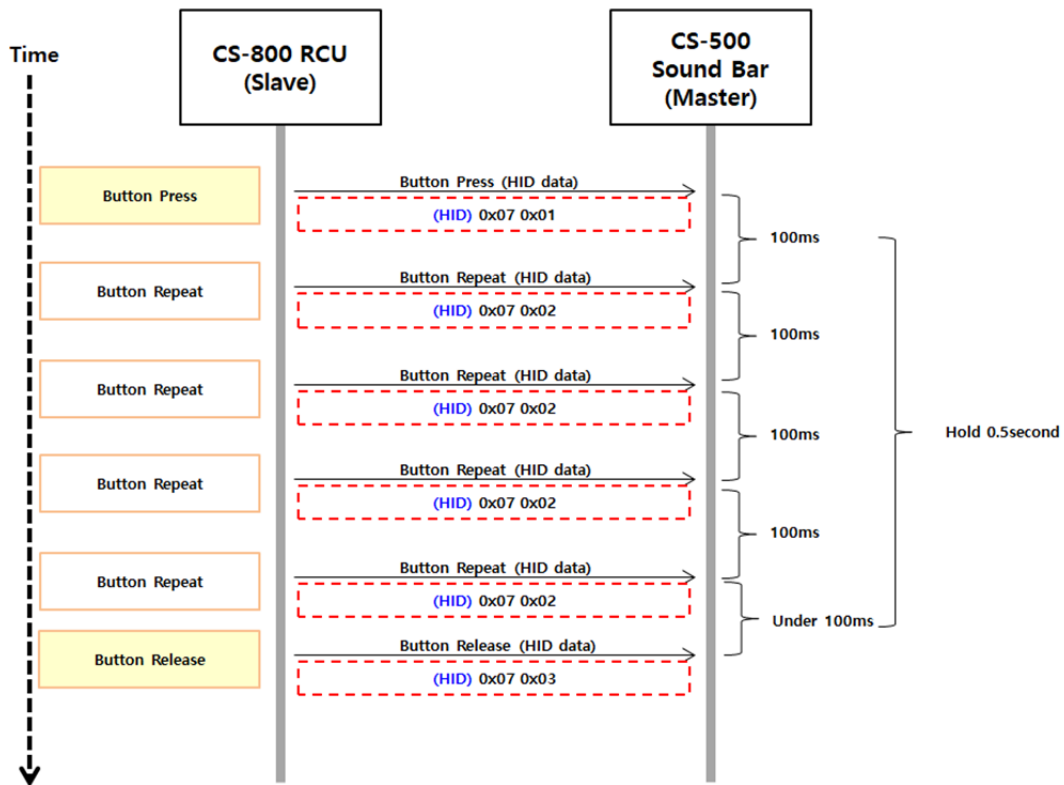 Time
CS-800 RCU
(Slave)
CS-500
Sound Bar
(Master)
Button Press
Button Press (HID data)
(HID) 0x07 0x01
100ms
Button Repeat
Button Repeat (HID data)
(HID) 0x07 0x02
100ms
Button Repeat
Button Repeat (HID data)
(HID) 0x07 0x02
100ms
Hold 0.5second
Button Repeat
Button Repeat (HID data)
(HID) 0x07 0x02
100ms
Button Repeat
Button Repeat (HID data)
(HID) 0x07 0x02
Under 100ms
Button Release
Button Release (HID data)
(HID) 0x07 0x03